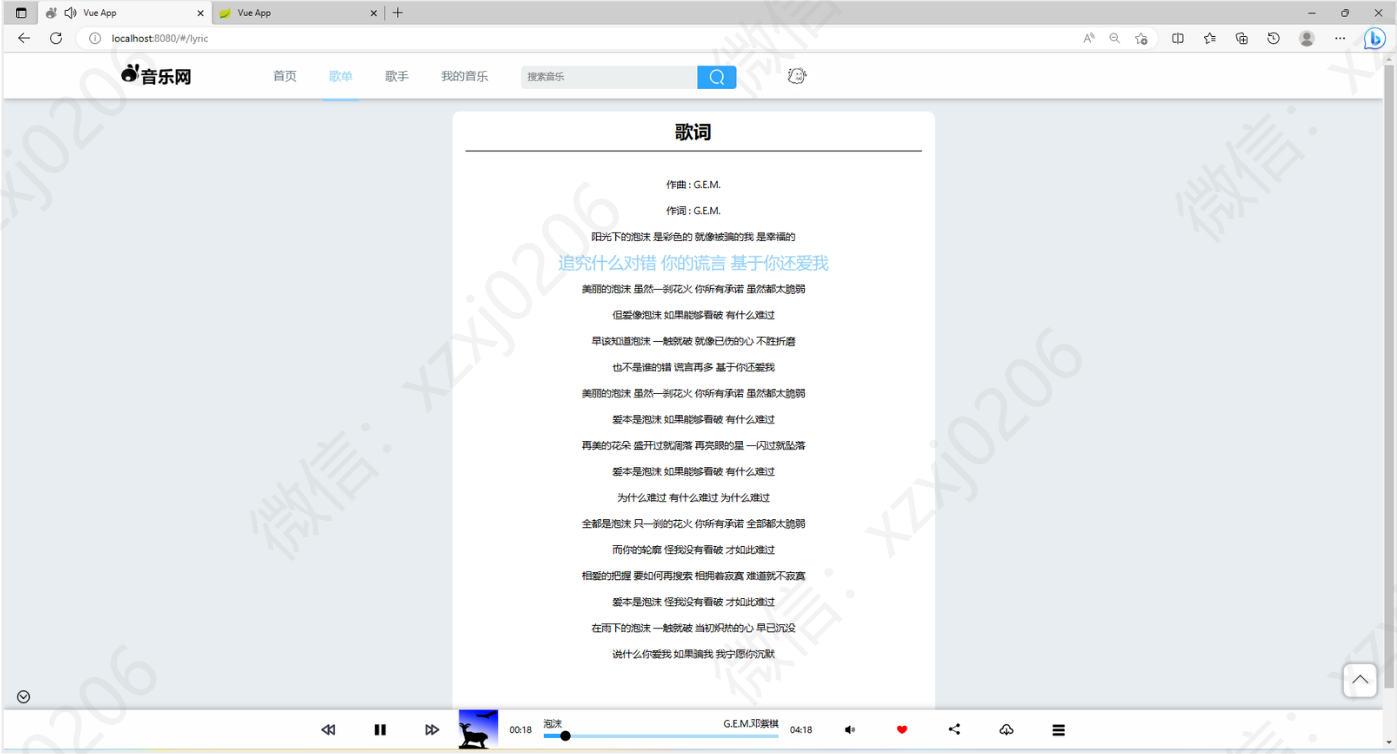 Vue App
Vue App
localhost:8080/#/lyric
音乐网
首页 歌单 歌手 我的音乐 搜索音乐
歌词
作曲 : G.E.M.
作词 : G.E.M.
阳光下的泡沫 是彩色的 就像被骗的我 是幸福的
追究什么对错 你的谎言 基于你还爱我
美丽的泡沫 虽然一刹花火 你所有承诺 虽然都太脆弱
但爱像泡沫 如果能够看破 有什么难过
早该知道泡沫 一触就破 就像已伤的心 不胜折磨
也不是谁的错 谎言再多 基于你还爱我
美丽的泡沫 虽然一刹花火 你所有承诺 虽然都太脆弱
爱本是泡沫 如果能够看破 有什么难过
再美的花朵 盛开过就凋落 再亮眼的星 一闪过就坠落
爱本是泡沫 如果能够看破 有什么难过
为什么难过 有什么难过 为什么难过
全都是泡沫 只一刹的花火 你所有承诺 全部都太脆弱
而你的轮廓 怪我没有看破 才如此难过
相爱的把握 要如何再搜索 相拥着寂寞 难道就不寂寞
爱本是泡沫 怪我没有看破 才如此难过
在雨下的泡沫 一触就破 当初炽热的心 早已沉没
说什么你爱我 如果骗我 我宁愿你沉默
00:18 泡沫 G.E.M.邓紫棋 04:18
微信：xzxj0206
微信：xzxj0206
微信：
微信：
xzxj0206
xzxj0206